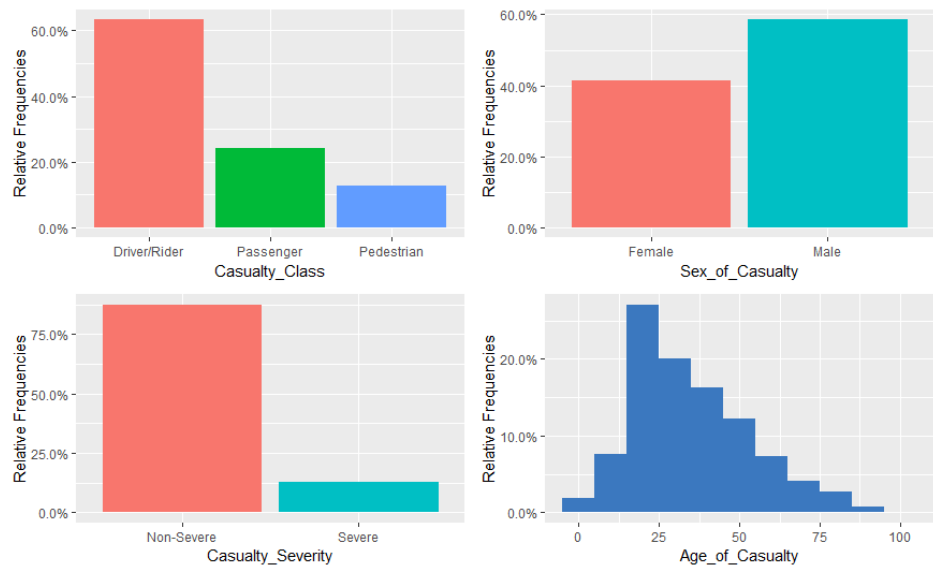 Relative Frequencies
60.0%
40.0%
20.0%
0.0%
Driver/Rider Passenger Pedestrian
Casualty_Class
Relative Frequencies
60.0%
40.0%
20.0%
0.0%
Female Male
Sex_of_Casualty
Relative Frequencies
75.0%
50.0%
25.0%
0.0%
Non-Severe Severe
Casualty_Severity
Relative Frequencies
20.0%
10.0%
0.0%
0 25 50 75 100
Age_of_Casualty